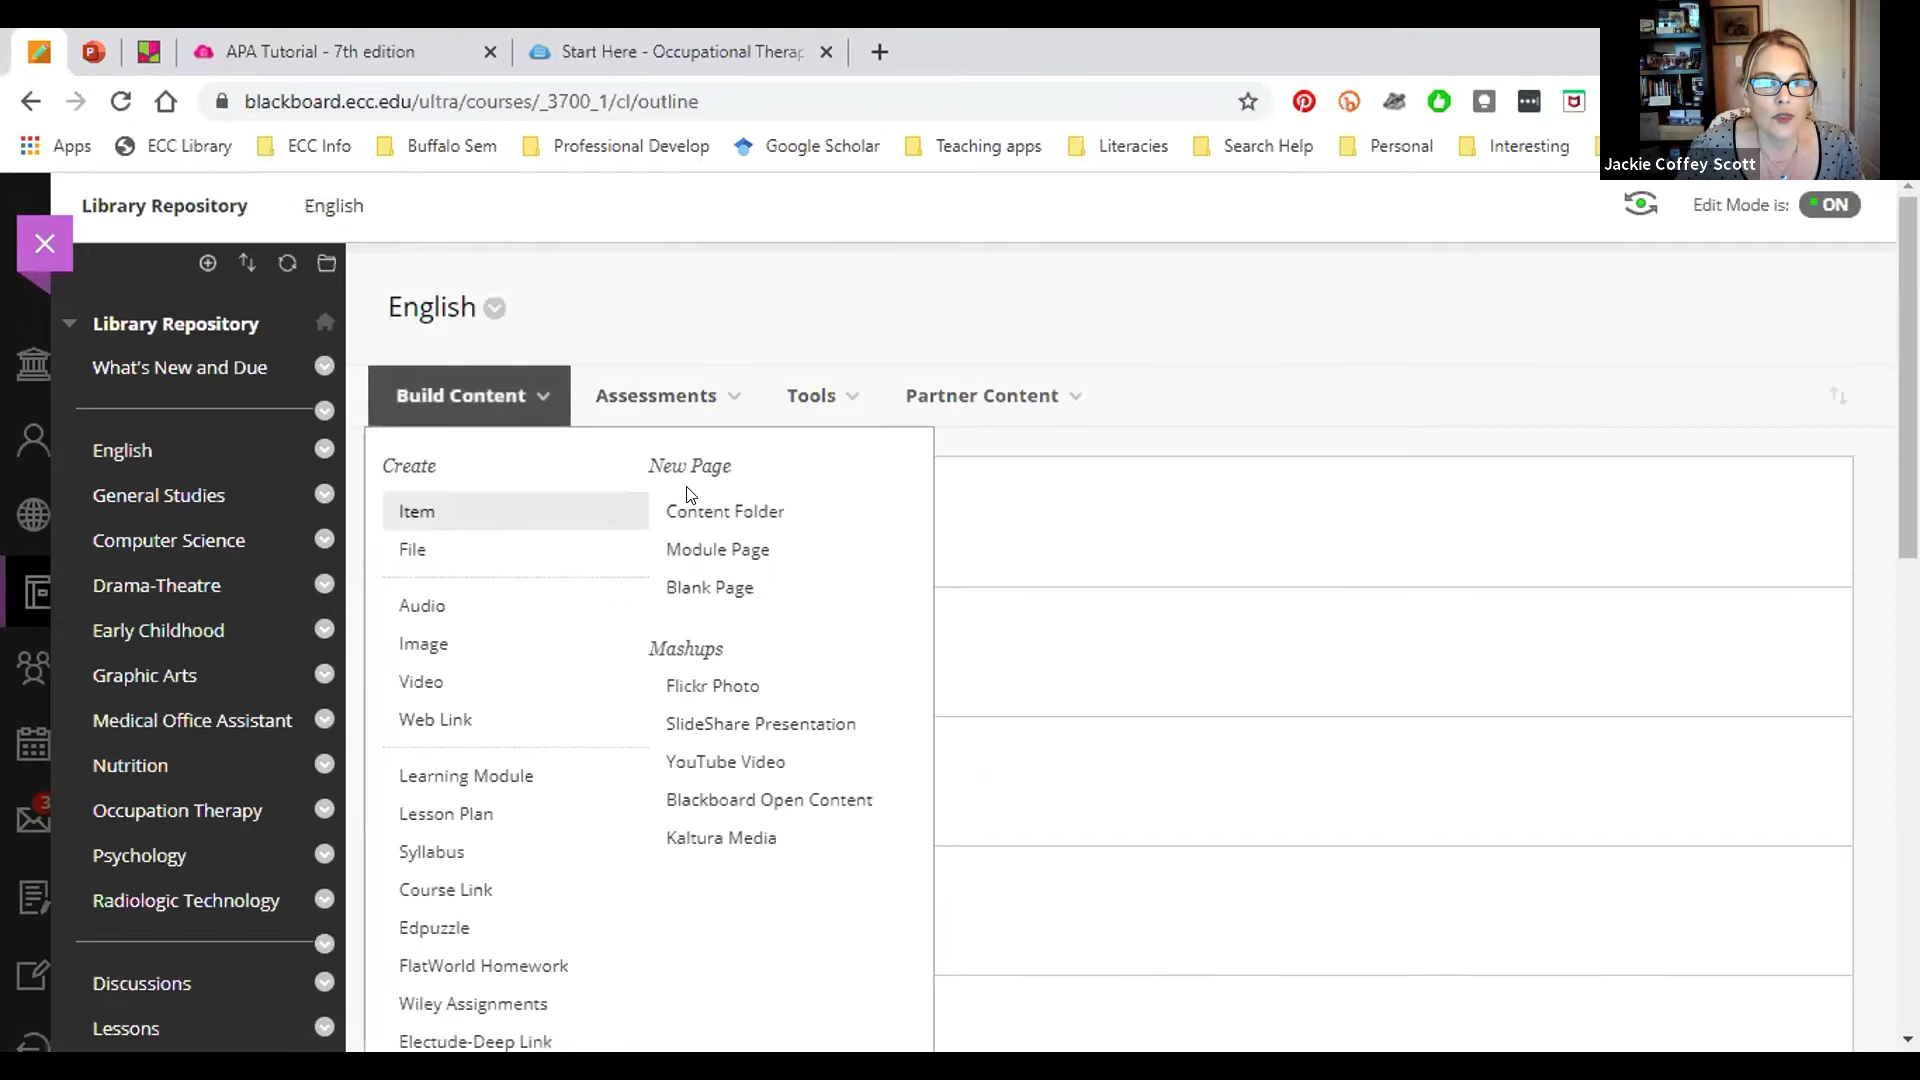 APA Tutorial - 7th edition
Start Here - Occupational Therap
blackboard.ecc.edu/ultra/courses/_3700_1/cl/outline
Apps ECC Library ECC Info Buffalo Sem Professional Develop Google Scholar Teaching apps Literacies Search Help Personal Interesting
Jackie Coffey Scott
Library Repository English
Edit Mode is: ON
Library Repository
What's New and Due
English
General Studies
Computer Science
Drama-Theatre
Early Childhood
Graphic Arts
Medical Office Assistant
Nutrition
Occupation Therapy
Psychology
Radiologic Technology
Discussions
Lessons
3
English
Build Content Assessments Tools Partner Content
Create
Item
File
Audio
Image
Video
Web Link
Learning Module
Lesson Plan
Syllabus
Course Link
Edpuzzle
FlatWorld Homework
Wiley Assignments
Electude-Deep Link
New Page
Content Folder
Module Page
Blank Page
Mashups
Flickr Photo
SlideShare Presentation
YouTube Video
Blackboard Open Content
Kaltura Media